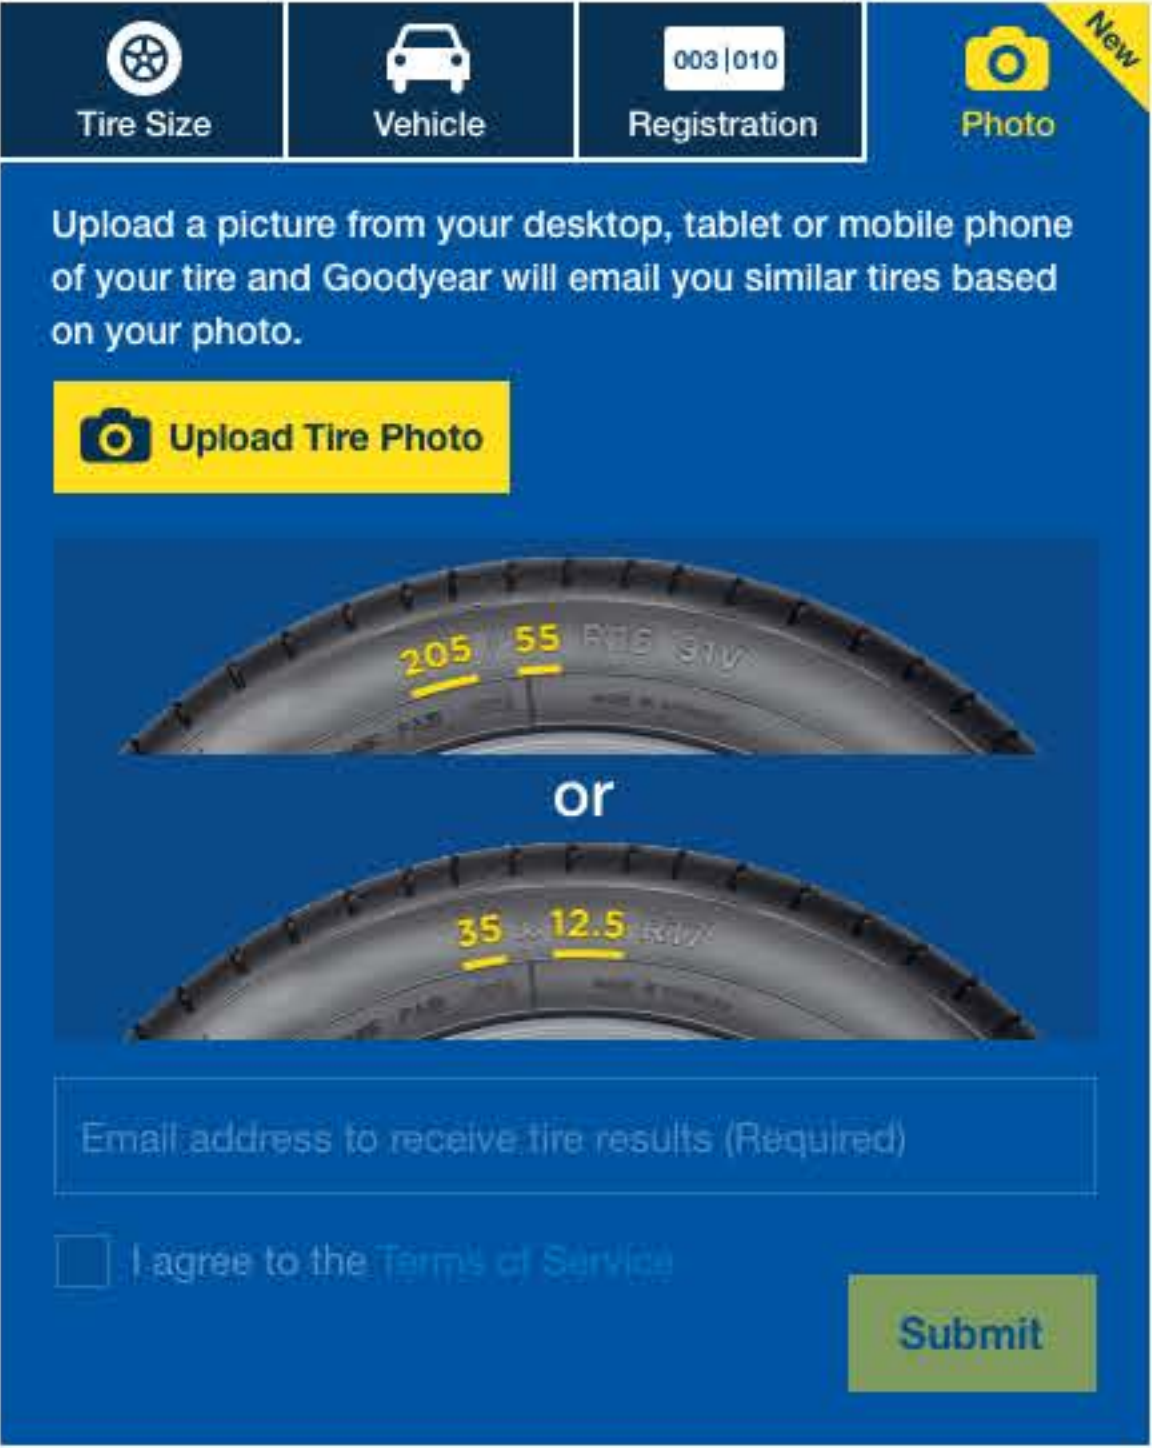 Tire Size
Vehicle
003|010
Registration
Photo
New
Upload a picture from your desktop, tablet or mobile phone
of your tire and Goodyear will email you similar tires based
on your photo.
Upload Tire Photo
205 55
or
35 12.5 R17
Email address to receive tire results (Required)
I agree to the Terms of Service
Submit